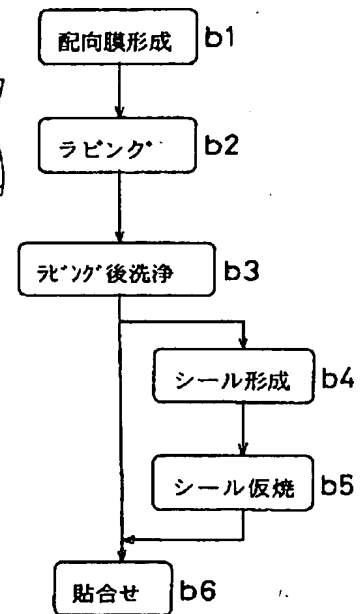 配向膜形成 b1
ラビング b2
ﾗﾋﾞﾝｸﾞ後洗浄 b3
シール形成 b4
シール仮焼 b5
貼合せ b6